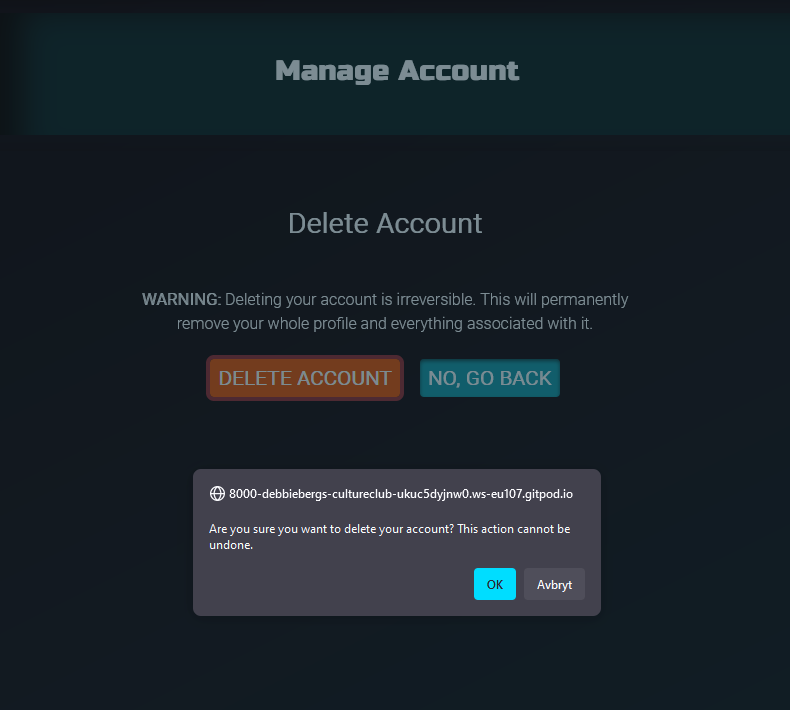 Manage Account
Delete Account
WARNING: Deleting your account is irreversible. This will permanently
remove your whole profile and everything associated with it.
DELETE ACCOUNT NO, GO BACK
8000-debbiebergs-cultureclub-ukuc5dyjnw0.ws-eu107.gitpod.io
Are you sure you want to delete your account? This action cannot be
undone.
OK Avbryt